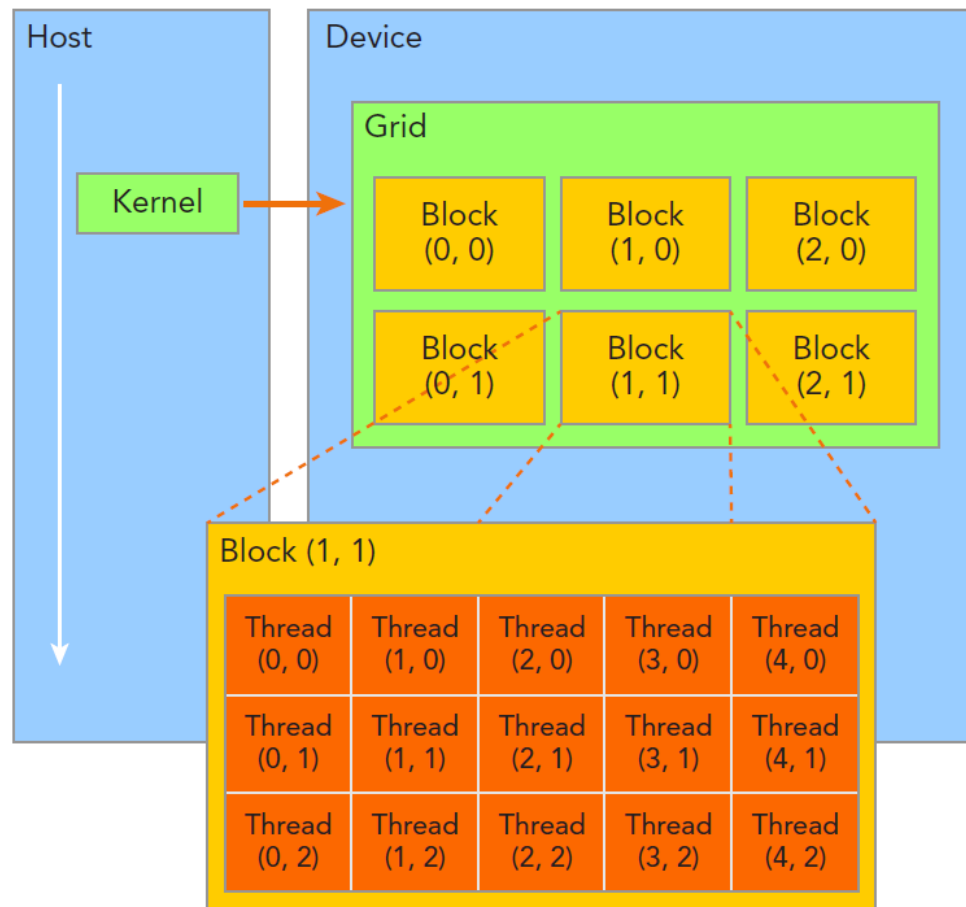 Host
Device
Grid
Kernel
Block
(0, 0)
Block
(1, 0)
Block
(2, 0)
Block
(0, 1)
Block
(1, 1)
Block
(2, 1)
Block (1, 1)
Thread
(0, 0)
Thread
(1, 0)
Thread
(2, 0)
Thread
(3, 0)
Thread
(4, 0)
Thread
(0, 1)
Thread
(1, 1)
Thread
(2, 1)
Thread
(3, 1)
Thread
(4, 1)
Thread
(0, 2)
Thread
(1, 2)
Thread
(2, 2)
Thread
(3, 2)
Thread
(4, 2)